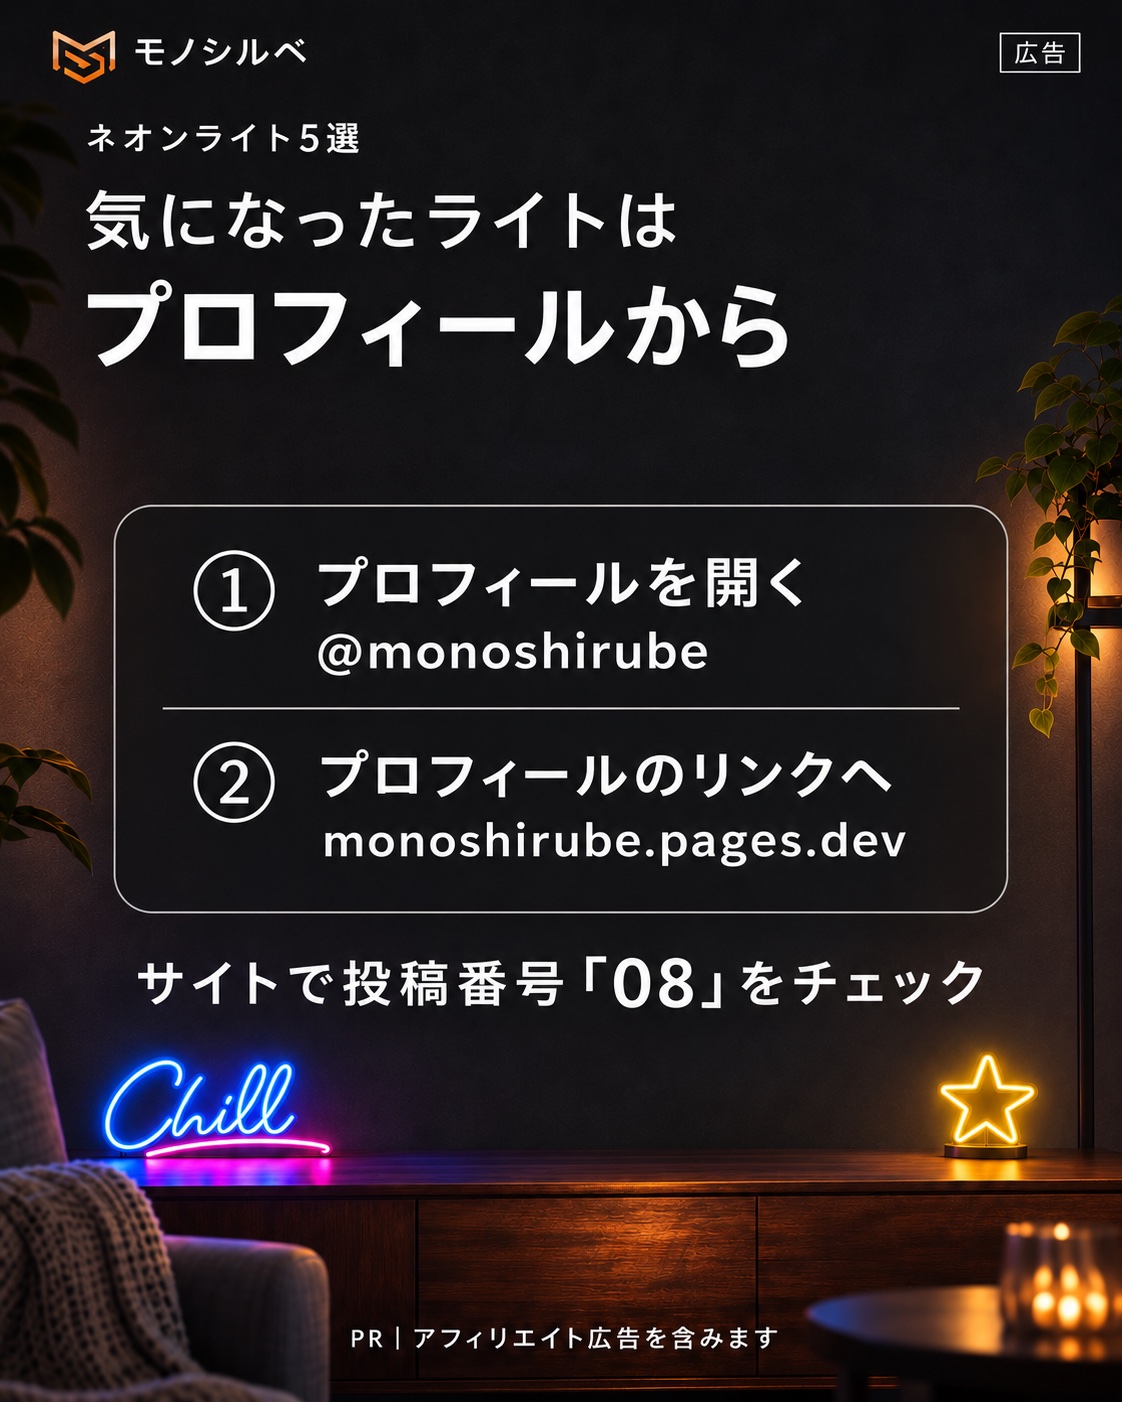 モノシルベ
広告
ネオンライト5選
気になったライトは
プロフィールから
① プロフィールを開く
@monoshirube
② プロフィールのリンクへ
monoshirube.pages.dev
サイトで投稿番号「08」をチェック
Chill
PR｜アフィリエイト広告を含みます